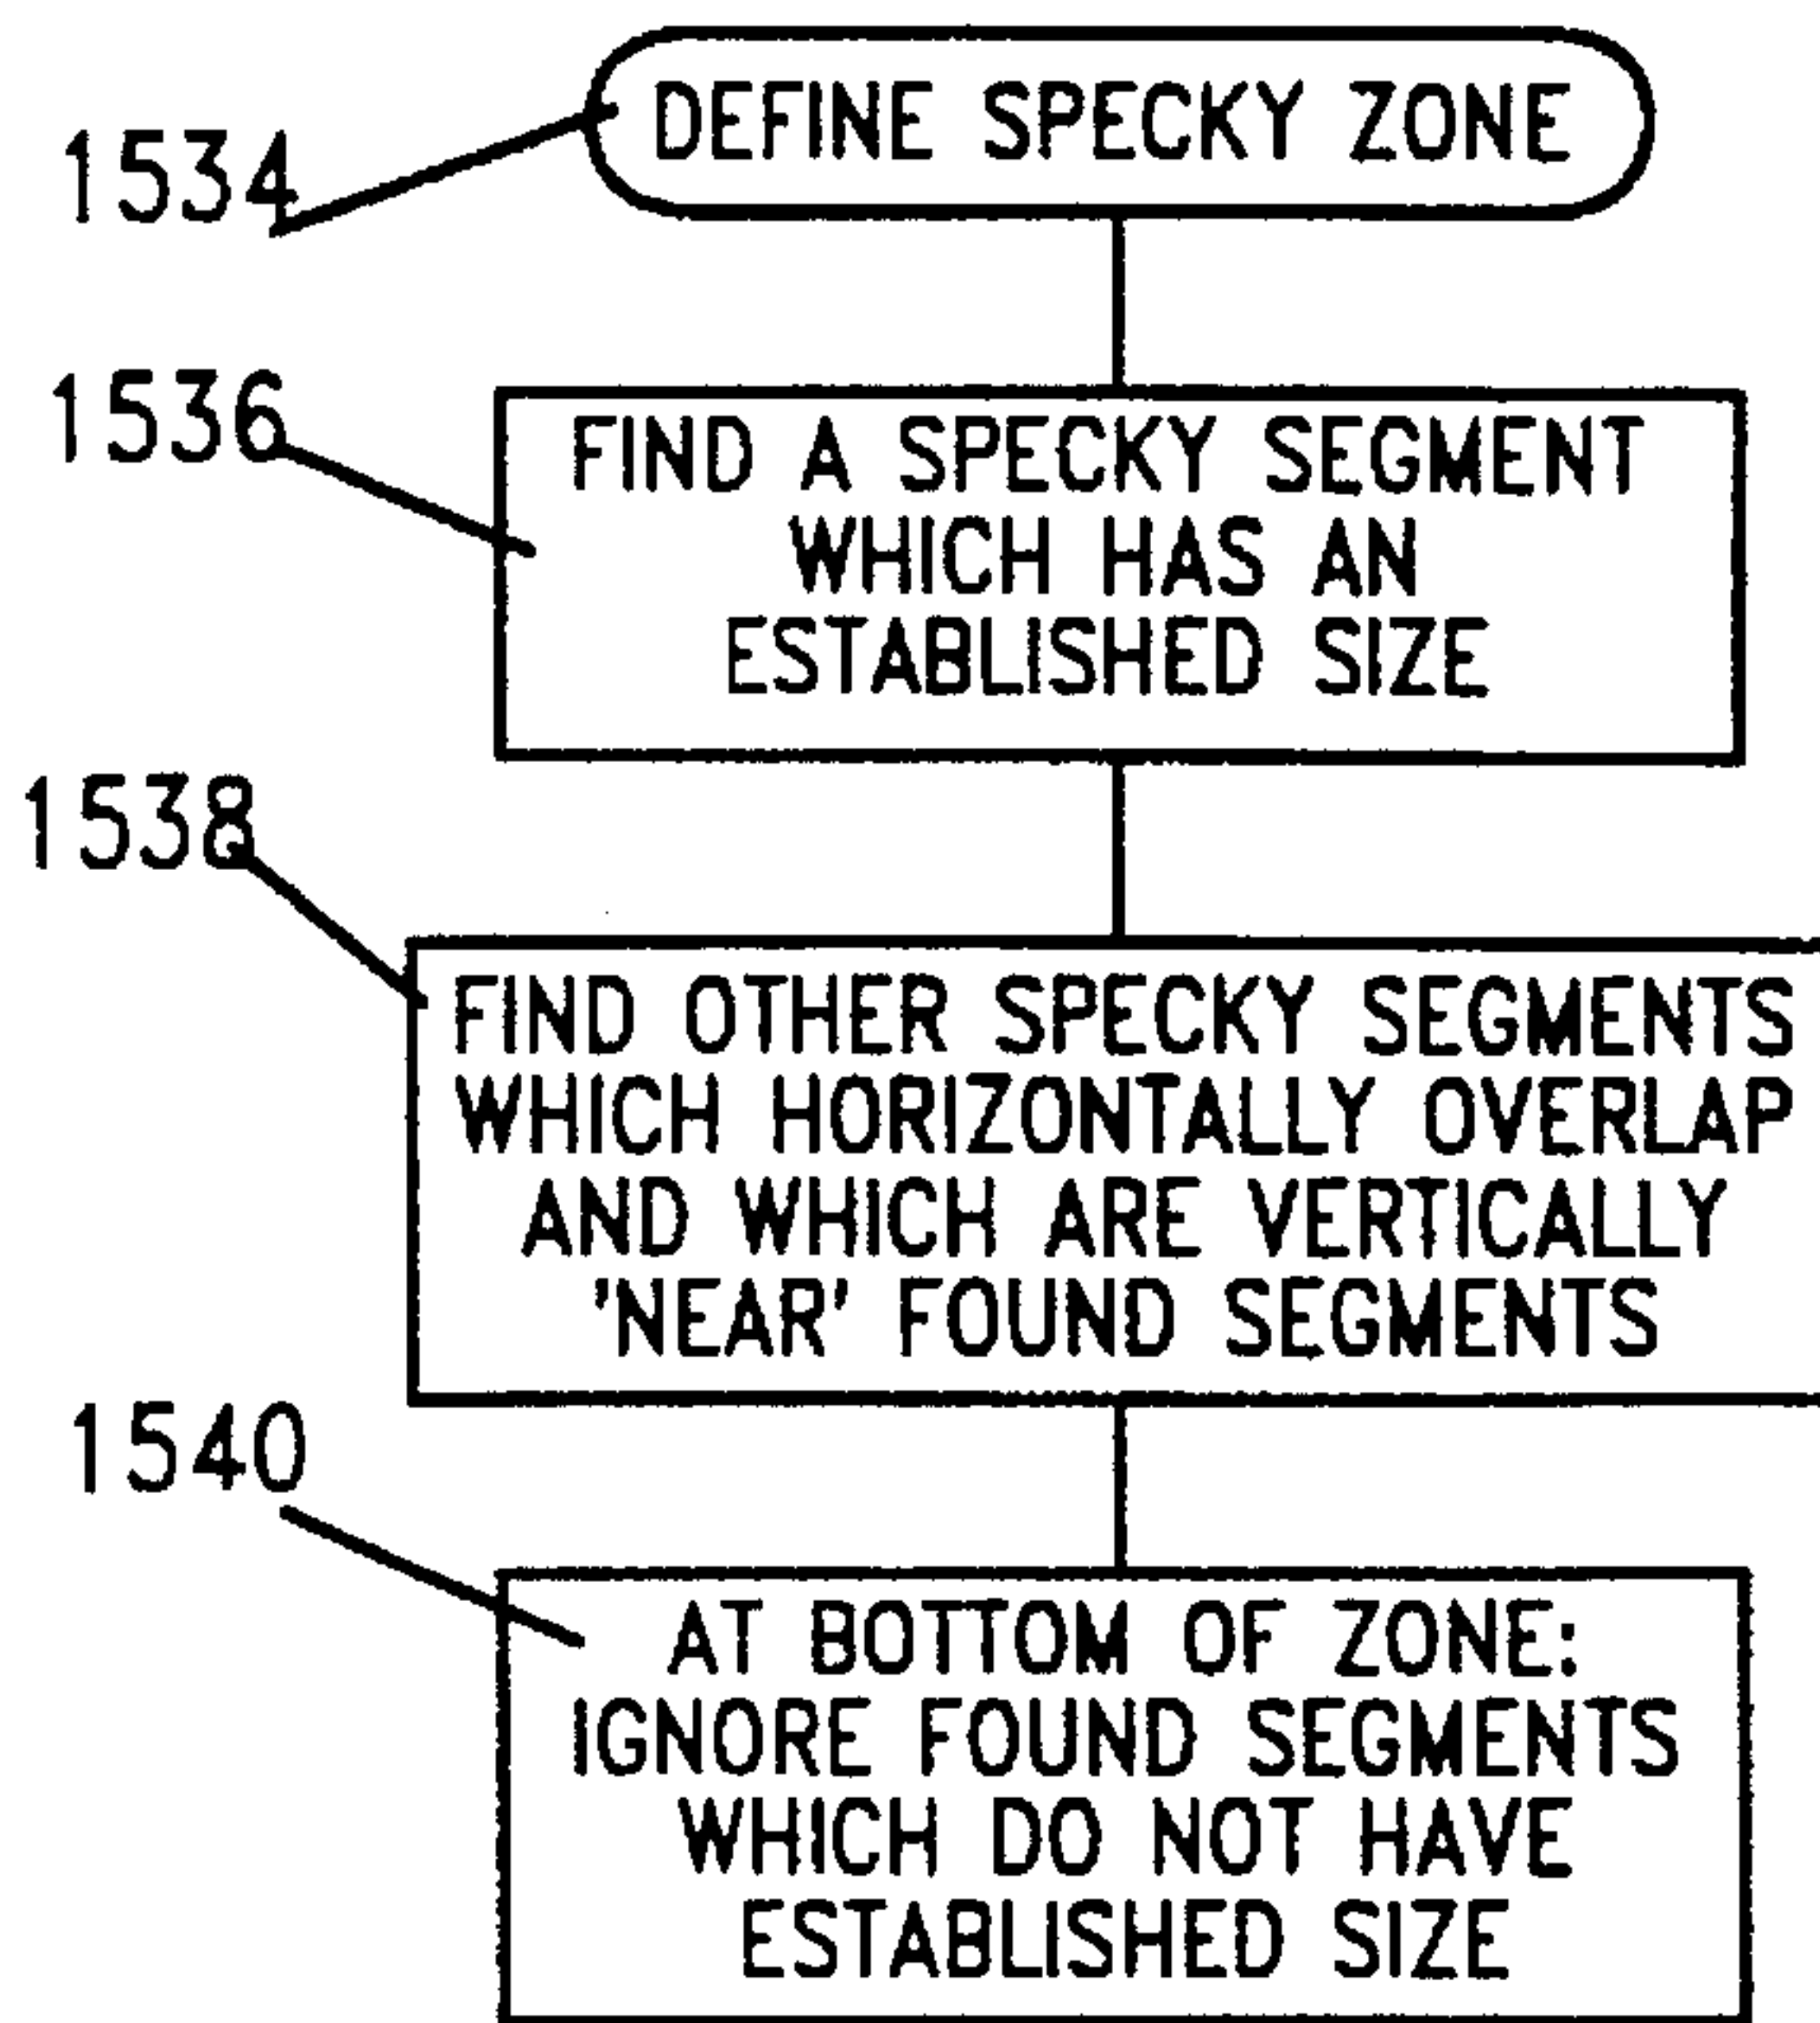 1534
DEFINE SPECKY ZONE
1536
FIND A SPECKY SEGMENT
WHICH HAS AN
ESTABLISHED SIZE
1538
FIND OTHER SPECKY SEGMENTS
WHICH HORIZONTALLY OVERLAP
AND WHICH ARE VERTICALLY
'NEAR' FOUND SEGMENTS
1540
AT BOTTOM OF ZONE:
IGNORE FOUND SEGMENTS
WHICH DO NOT HAVE
ESTABLISHED SIZE